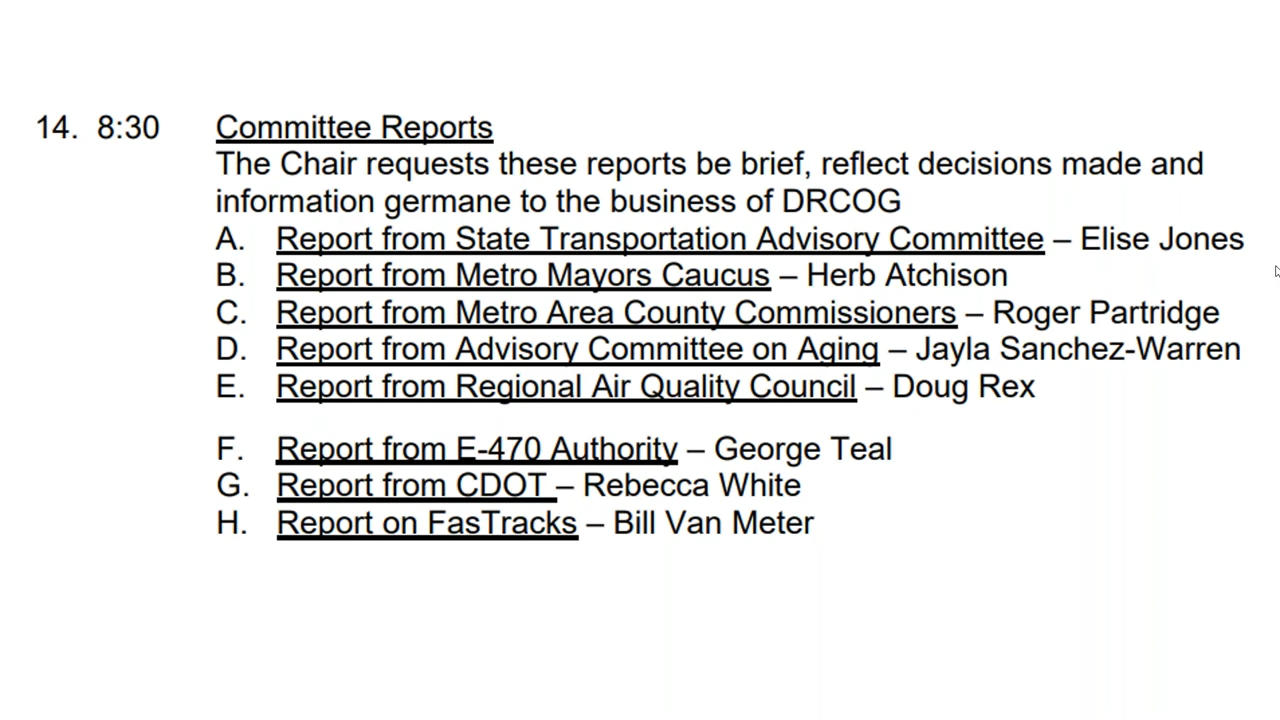 14. 8:30 Committee Reports
The Chair requests these reports be brief, reflect decisions made and
information germane to the business of DRCOG
A. Report from State Transportation Advisory Committee – Elise Jones
B. Report from Metro Mayors Caucus – Herb Atchison
C. Report from Metro Area County Commissioners – Roger Partridge
D. Report from Advisory Committee on Aging – Jayla Sanchez-Warren
E. Report from Regional Air Quality Council – Doug Rex
F. Report from E-470 Authority – George Teal
G. Report from CDOT – Rebecca White
H. Report on FasTracks – Bill Van Meter